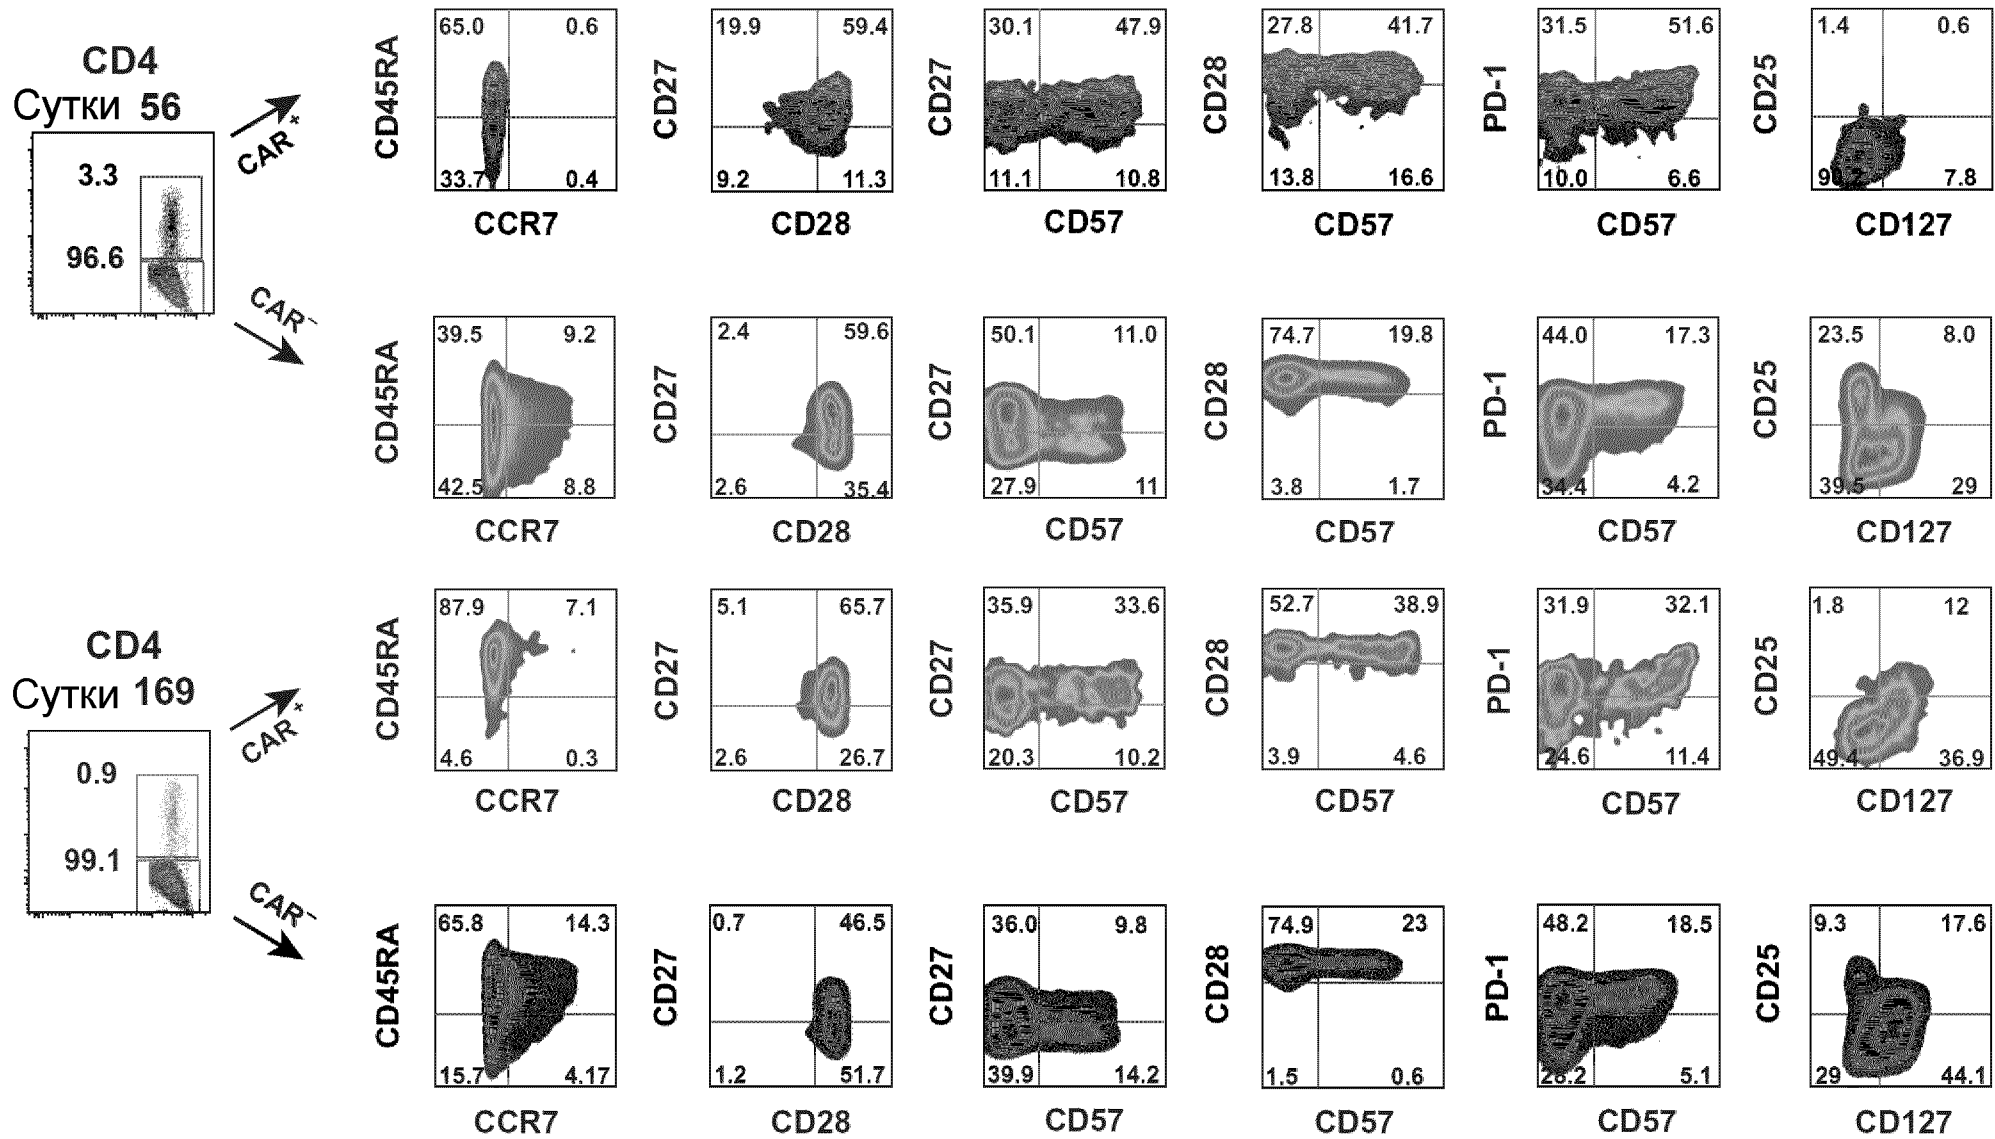 CD4
Сутки 56
3.3
96.6
CAR+
CAR−
65.0 0.6
CD45RA
33.7 0.4
CCR7
19.9 59.4
CD27
9.2 11.3
CD28
30.1 47.9
CD27
11.1 10.8
CD57
27.8 41.7
CD28
13.8 16.6
CD57
31.5 51.6
PD-1
10.0 6.6
CD57
1.4 0.6
CD25
7.8
CD127
39.5 9.2
CD45RA
42.5 8.8
CCR7
2.4 59.6
CD27
2.6 35.4
CD28
50.1 11.0
CD27
27.9 11
CD57
74.7 19.8
CD28
3.8 1.7
CD57
44.0 17.3
PD-1
34.4 4.2
CD57
23.5 8.0
CD25
39.5 29
CD127
CD4
Сутки 169
0.9
99.1
CAR+
CAR−
87.9 7.1
CD45RA
4.6 0.3
CCR7
5.1 65.7
CD27
2.6 26.7
CD28
35.9 33.6
CD27
20.3 10.2
CD57
52.7 38.9
CD28
3.9 4.6
CD57
31.9 32.1
PD-1
24.6 11.4
CD57
1.8 12
CD25
49.4 36.9
CD127
65.8 14.3
CD45RA
15.7 4.17
CCR7
0.7 46.5
CD27
1.2 51.7
CD28
36.0 9.8
CD27
39.9 14.2
CD57
74.9 23
CD28
1.5 0.6
CD57
48.2 18.5
PD-1
28.2 5.1
CD57
9.3 17.6
CD25
29 44.1
CD127